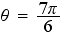 θ = 7π/6